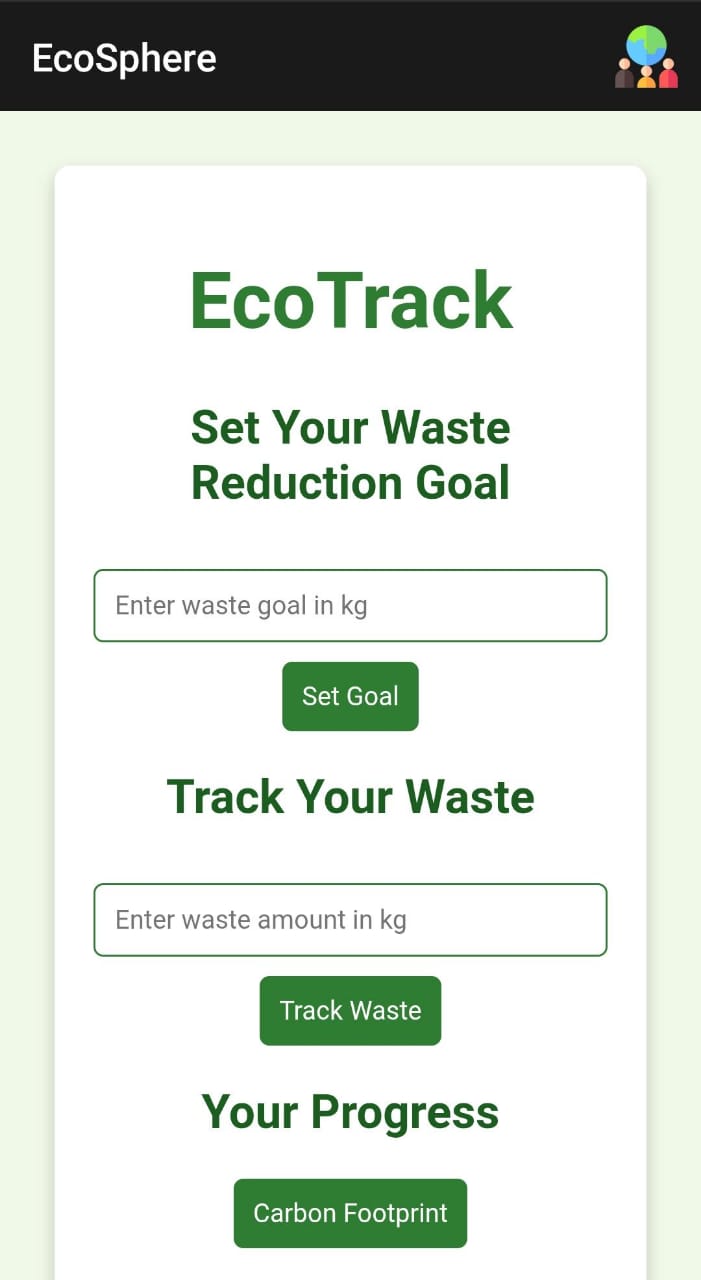 EcoSphere
EcoTrack
Set Your Waste
Reduction Goal
Enter waste goal in kg
Set Goal
Track Your Waste
Enter waste amount in kg
Track Waste
Your Progress
Carbon Footprint